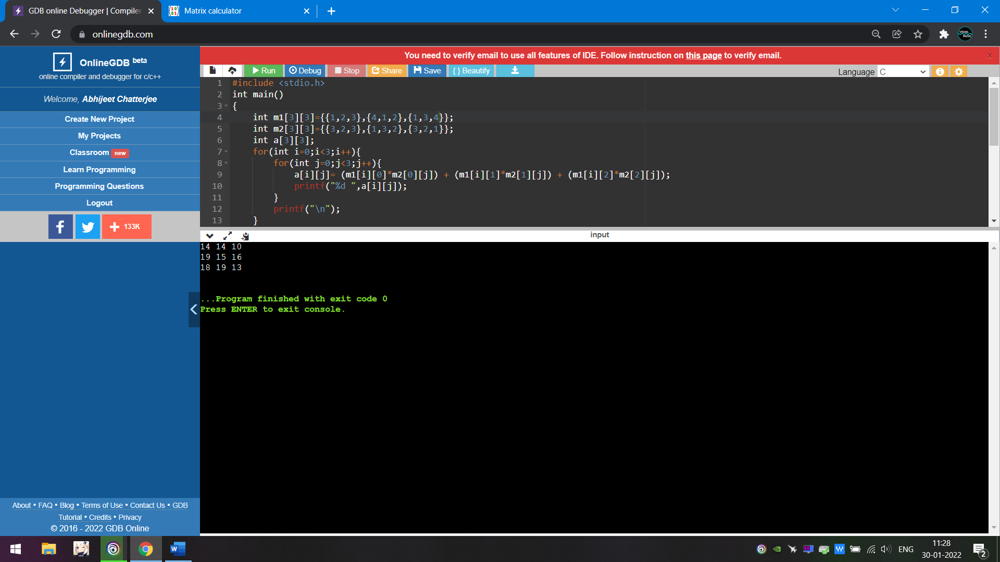 GDB online Debugger | Compiler
Matrix calculator
onlinegdb.com
OnlineGDB beta
online compiler and debugger for c/c++
Welcome, Abhijeet Chatterjee
Create New Project
My Projects
Classroom new
Learn Programming
Programming Questions
Logout
133K
You need to verify email to use all features of IDE. Follow instruction on this page to verify email.
Run Debug Stop Share Save { } Beautify
Language C
1 #include <stdio.h>
2 int main()
3 {
4 int m1[3][3]={{1,2,3},{4,1,2},{1,3,4}};
5 int m2[3][3]={{3,2,3},{1,3,2},{3,2,1}};
6 int a[3][3];
7 for(int i=0;i<3;i++){
8 for(int j=0;j<3;j++){
9 a[i][j]= (m1[i][0]*m2[0][j]) + (m1[i][1]*m2[1][j]) + (m1[i][2]*m2[2][j]);
10 printf("%d ",a[i][j]);
11 }
12 printf("\n");
13 }
input
14 14 10
19 15 16
18 19 13
...Program finished with exit code 0
Press ENTER to exit console.
About • FAQ • Blog • Terms of Use • Contact Us • GDB
Tutorial • Credits • Privacy
© 2016 - 2022 GDB Online
ENG
11:28
30-01-2022
2